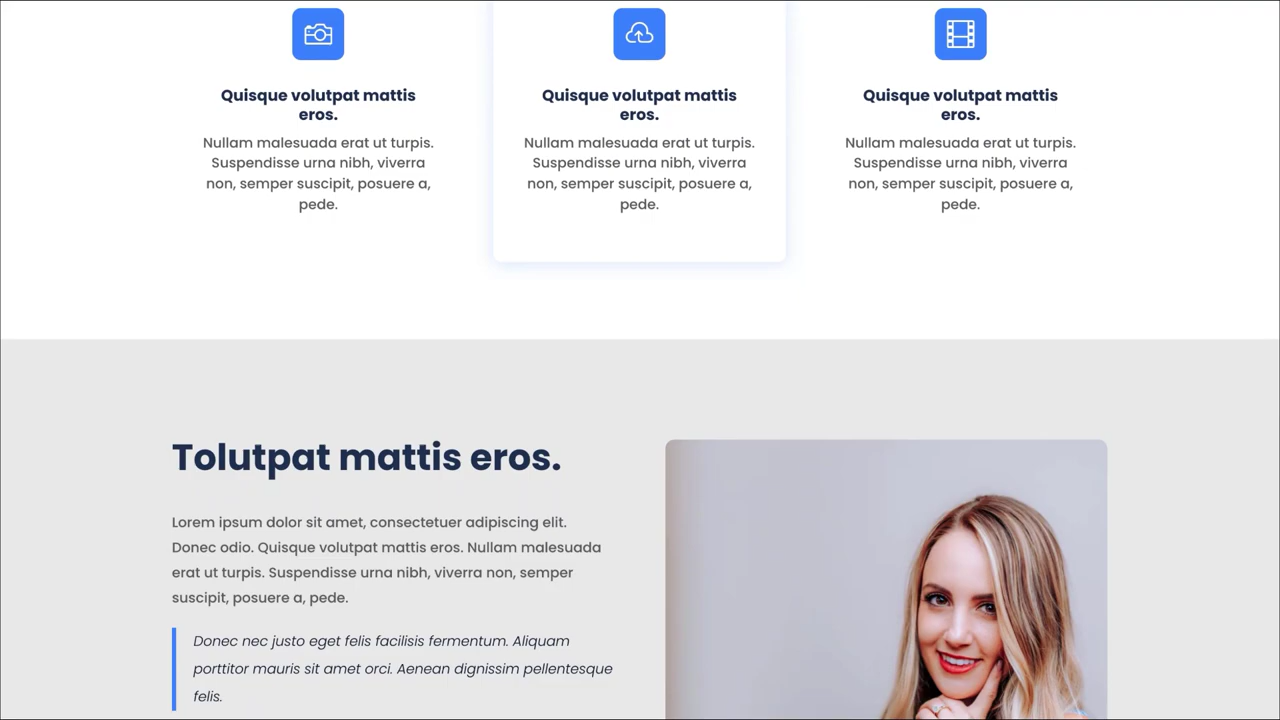 Quisque volutpat mattis
eros.
Nullam malesuada erat ut turpis.
Suspendisse urna nibh, viverra
non, semper suscipit, posuere a,
pede.
Quisque volutpat mattis
eros.
Nullam malesuada erat ut turpis.
Suspendisse urna nibh, viverra
non, semper suscipit, posuere a,
pede.
Quisque volutpat mattis
eros.
Nullam malesuada erat ut turpis.
Suspendisse urna nibh, viverra
non, semper suscipit, posuere a,
pede.
Tolutpat mattis eros.
Lorem ipsum dolor sit amet, consectetuer adipiscing elit.
Donec odio. Quisque volutpat mattis eros. Nullam malesuada
erat ut turpis. Suspendisse urna nibh, viverra non, semper
suscipit, posuere a, pede.
Donec nec justo eget felis facilisis fermentum. Aliquam
porttitor mauris sit amet orci. Aenean dignissim pellentesque
felis.